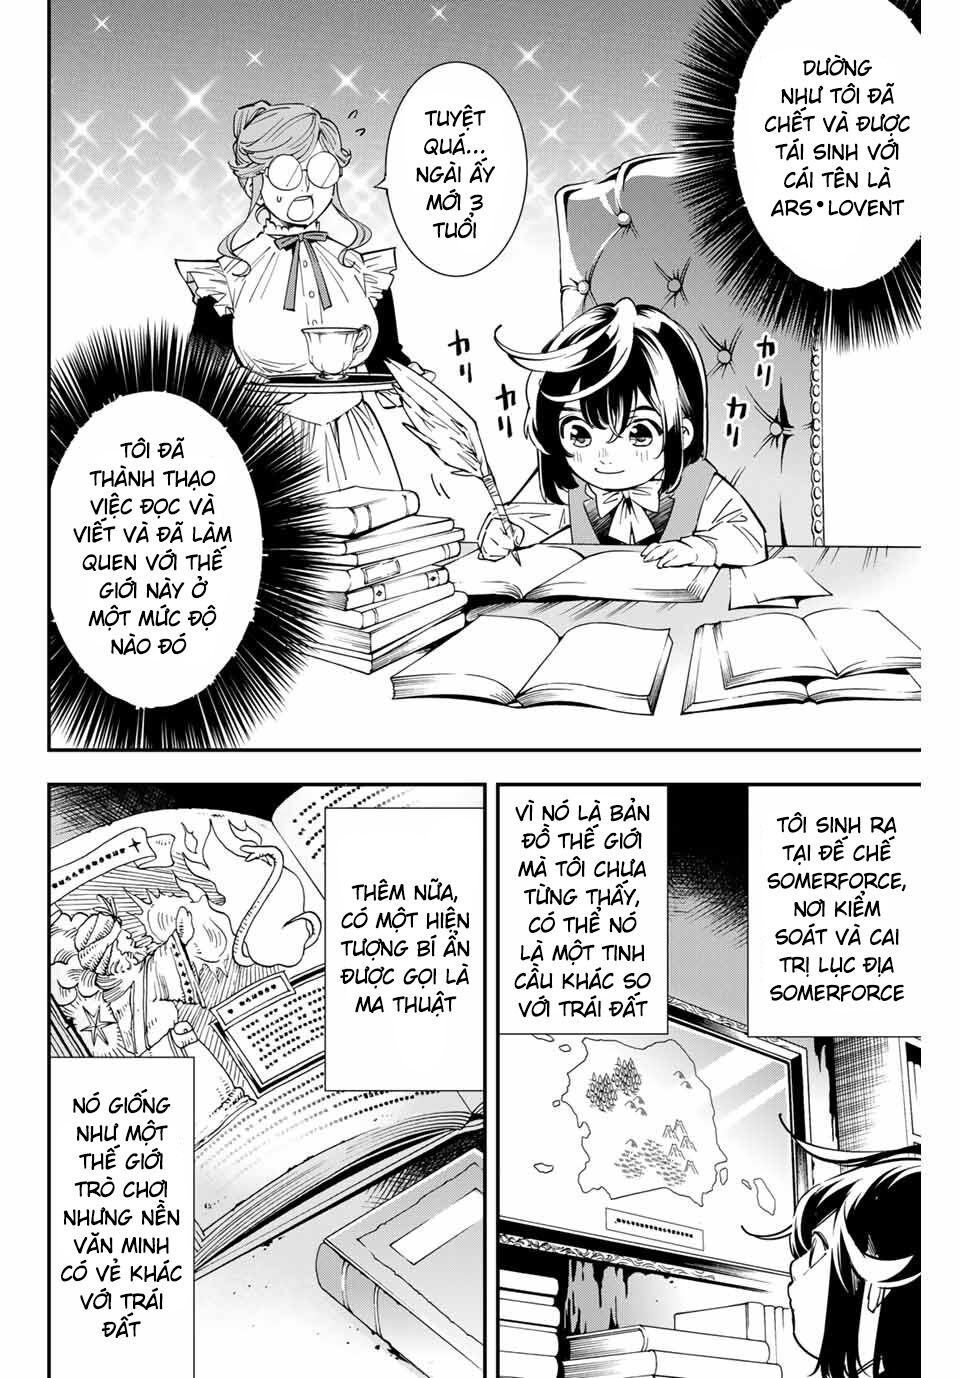 DƯỜNG
NHƯ TÔI ĐÃ
CHẾT VÀ ĐƯỢC
TÁI SINH VỚI
CÁI TÊN LÀ
ARS•LOVENT
TUYỆT
QUÁ...
NGÀI ẤY
MỚI 3
TUỔI
カリ
カリ
カリ
カリ
TÔI ĐÃ
THÀNH THẠO
VIỆC ĐỌC VÀ
VIẾT VÀ ĐÃ LÀM
QUEN VỚI THẾ
GIỚI NÀY Ở
MỘT MỨC ĐỘ
NÀO ĐÓ
TÔI SINH RA
TẠI ĐẾ CHẾ
SOMERFORCE,
NƠI KIỂM
SOÁT VÀ CAI
TRỊ LỤC ĐỊA
SOMERFORCE
VÌ NÓ LÀ BẢN
ĐỒ THẾ GIỚI
MÀ TÔI CHƯA
TỪNG THẤY,
CÓ THỂ NÓ
LÀ MỘT TINH
CẦU KHÁC SO
VỚI TRÁI ĐẤT
THÊM NỮA,
CÓ MỘT HIỆN
TƯỢNG BÍ ẨN
ĐƯỢC GỌI LÀ
MA THUẬT
NÓ GIỐNG
NHƯ MỘT
THẾ GIỚI
TRÒ CHƠI
NHƯNG NỀN
VĂN MINH
CÓ VẺ KHÁC
VỚI TRÁI
ĐẤT